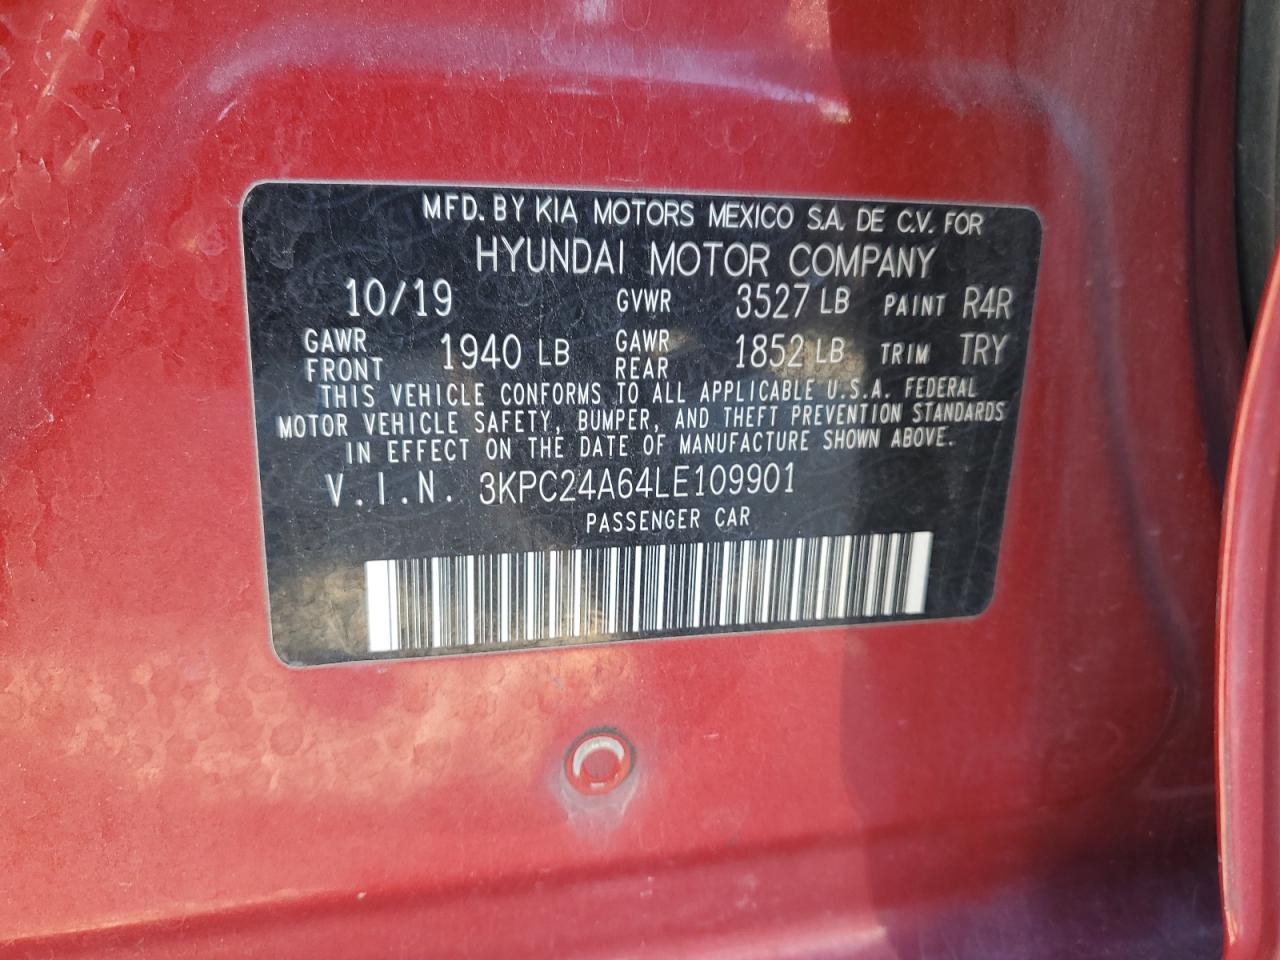 MFD. BY KIA MOTORS MEXICO S.A. DE C.V. FOR
HYUNDAI MOTOR COMPANY
10/19 GVWR 3527 LB PAINT R4R
GAWR FRONT 1940 LB GAWR REAR 1852 LB TRIM TRY
THIS VEHICLE CONFORMS TO ALL APPLICABLE U.S.A. FEDERAL
MOTOR VEHICLE SAFETY, BUMPER, AND THEFT PREVENTION STANDARDS
IN EFFECT ON THE DATE OF MANUFACTURE SHOWN ABOVE.
V.I.N. 3KPC24A64LE109901
PASSENGER CAR